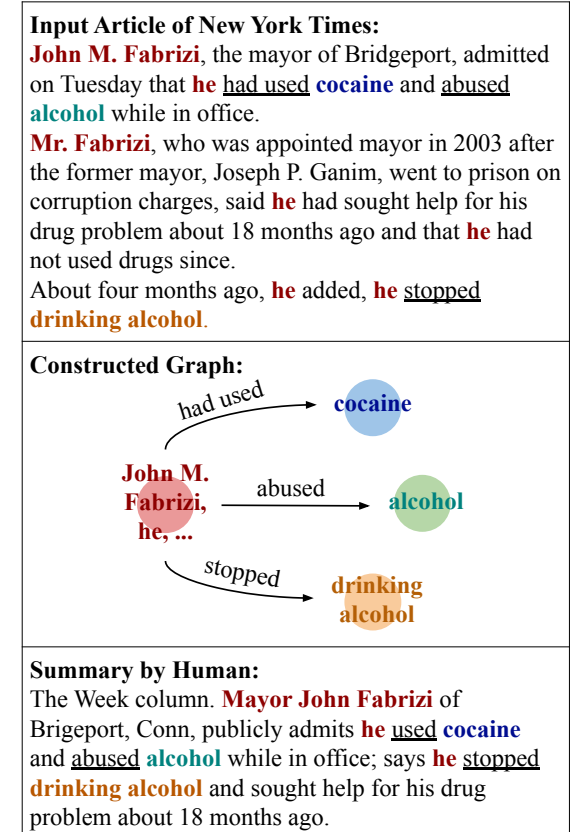 Input Article of New York Times:
John M. Fabrizi, the mayor of Bridgeport, admitted
on Tuesday that he had used cocaine and abused
alcohol while in office.
Mr. Fabrizi, who was appointed mayor in 2003 after
the former mayor, Joseph P. Ganim, went to prison on
corruption charges, said he had sought help for his
drug problem about 18 months ago and that he had
not used drugs since.
About four months ago, he added, he stopped
drinking alcohol.
Constructed Graph:
had used
cocaine
John M.
Fabrizi,
he, ...
abused
alcohol
stopped
drinking
alcohol
Summary by Human:
The Week column. Mayor John Fabrizi of
Brigeport, Conn, publicly admits he used cocaine
and abused alcohol while in office; says he stopped
drinking alcohol and sought help for his drug
problem about 18 months ago.